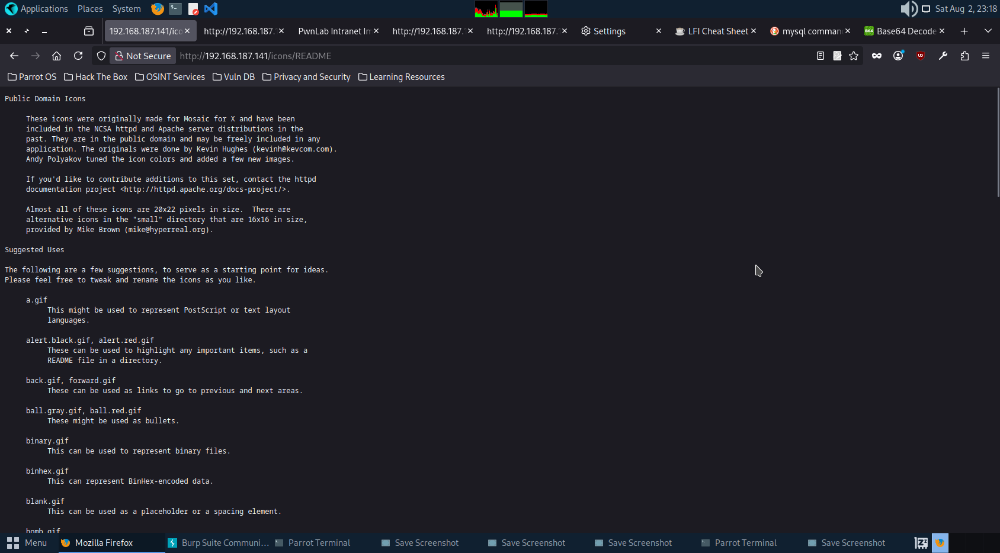 Applications Places System
Sat Aug 2, 23:18
192.168.187.141/ico
http://192.168.187.
PwnLab Intranet Im
http://192.168.187.
http://192.168.187.
Settings
LFI Cheat Sheet
mysql comman
Base64 Decode
Not Secure http://192.168.187.141/icons/README
Parrot OS Hack The Box OSINT Services Vuln DB Privacy and Security Learning Resources
Public Domain Icons
These icons were originally made for Mosaic for X and have been
included in the NCSA httpd and Apache server distributions in the
past. They are in the public domain and may be freely included in any
application. The originals were done by Kevin Hughes (kevinh@kevcom.com).
Andy Polyakov tuned the icon colors and added a few new images.
If you'd like to contribute additions to this set, contact the httpd
documentation project <http://httpd.apache.org/docs-project/>.
Almost all of these icons are 20x22 pixels in size.  There are
alternative icons in the "small" directory that are 16x16 in size,
provided by Mike Brown (mike@hyperreal.org).
Suggested Uses
The following are a few suggestions, to serve as a starting point for ideas.
Please feel free to tweak and rename the icons as you like.
a.gif
This might be used to represent PostScript or text layout
languages.
alert.black.gif, alert.red.gif
These can be used to highlight any important items, such as a
README file in a directory.
back.gif, forward.gif
These can be used as links to go to previous and next areas.
ball.gray.gif, ball.red.gif
These might be used as bullets.
binary.gif
This can be used to represent binary files.
binhex.gif
This can represent BinHex-encoded data.
blank.gif
This can be used as a placeholder or a spacing element.
bomb.gif
Menu Mozilla Firefox Burp Suite Communi... Parrot Terminal Save Screenshot Save Screenshot Save Screenshot Parrot Terminal Save Screenshot